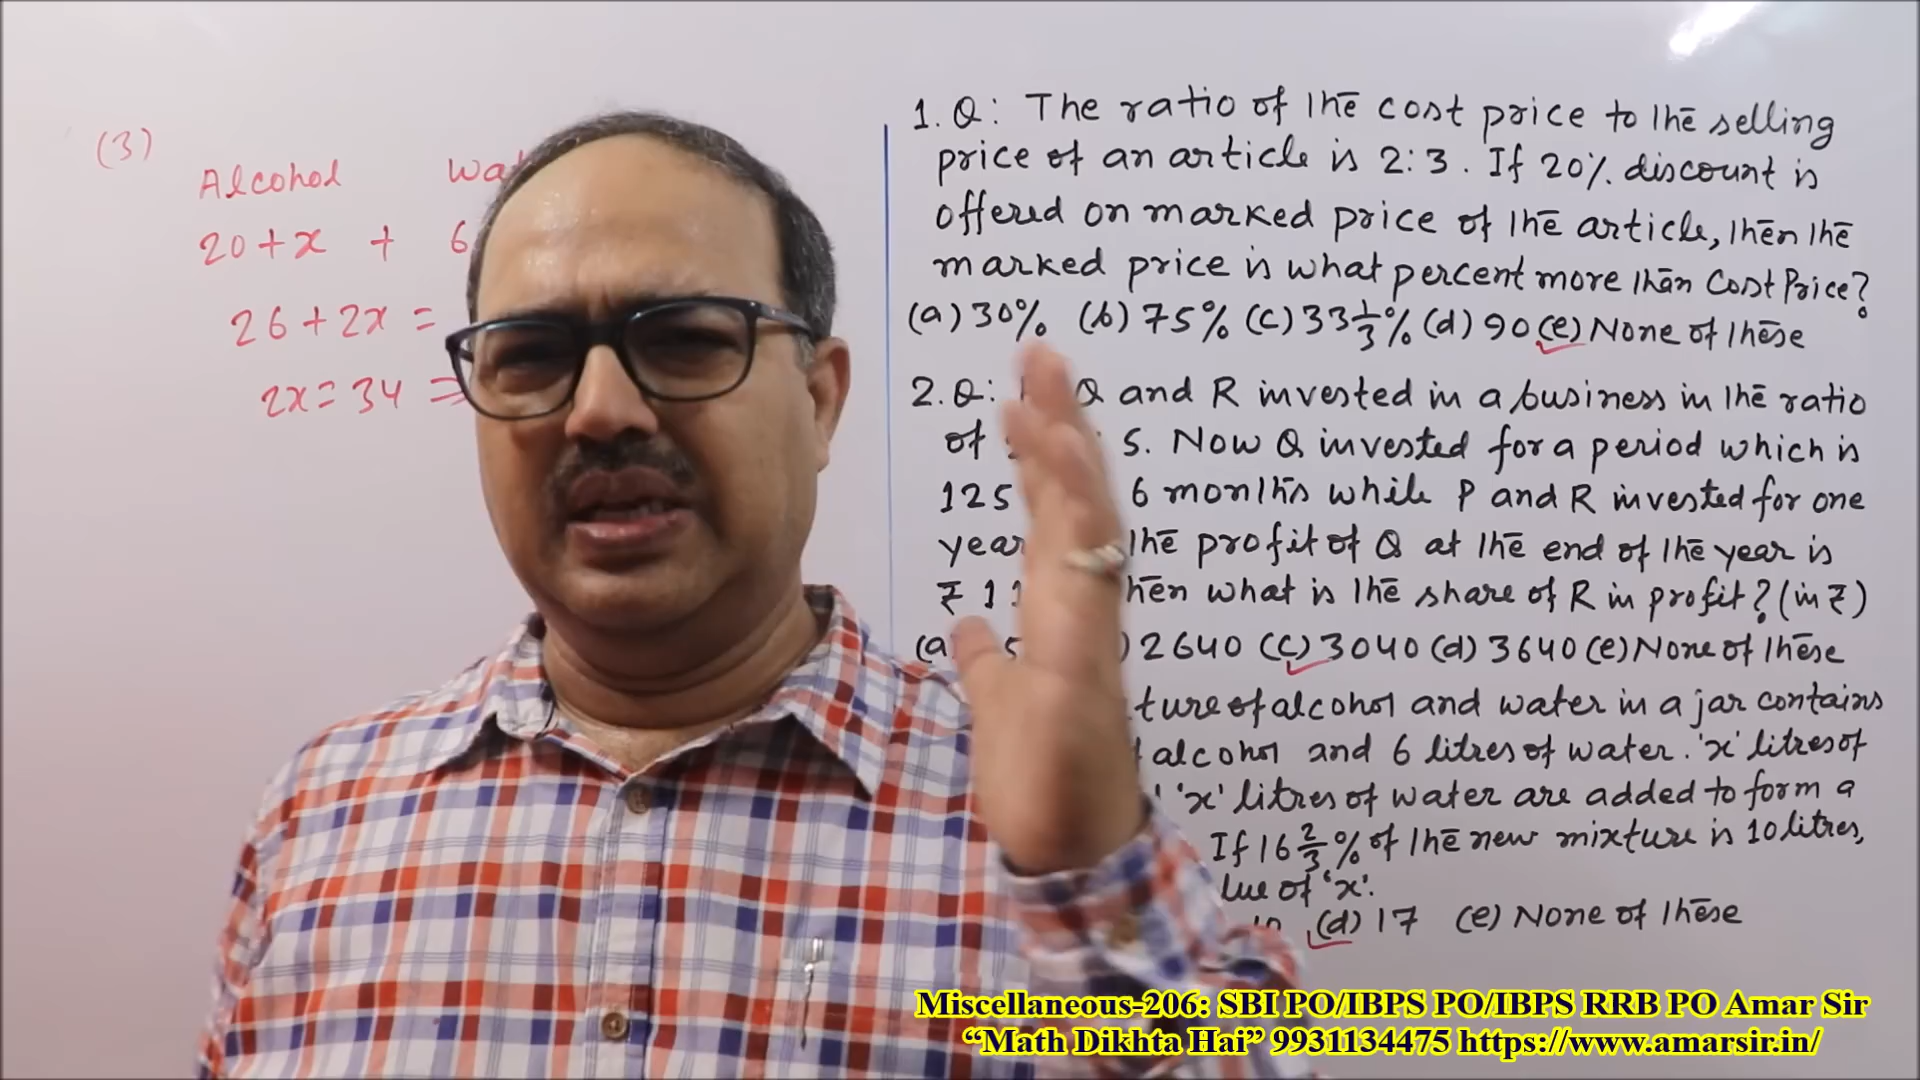 (3)
Alcohol
20+x + 6
26+2x =
2x = 34 =
1. Q: The ratio of the cost price to the selling
price of an article is 2:3. If 20% discount is
offered on marked price of the article, then the
marked price is what percent more than Cost Price?
(a) 30% (b) 75% (c) 33 1/3 % (d) 90 (e) None of these
2. Q: Q and R invested in a business in the ratio
of 5. Now Q invested for a period which is
125 6 months while P and R invested for one
year the profit of Q at the end of the year is
₹ what is the share of R in profit? (in ₹)
(a) 2640 (c) 3040 (d) 3640 (e) None of these
of alcohol and water in a jar contains
alcohol and 6 litres of water. 'x' litres of
'x' litres of water are added to form a
If 16 2/3 % of the new mixture is 10 litres,
of 'x'.
(d) 17 (e) None of these
Miscellaneous-206: SBI PO/IBPS PO/IBPS RRB PO Amar Sir
“Math Dikhta Hai” 9931134475 https://www.amarsir.in/